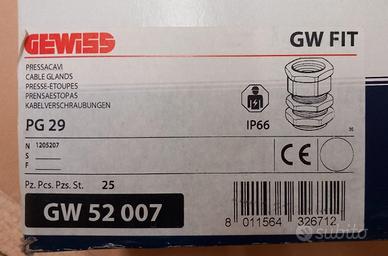 GEWISS
GW FIT
PRESSACAVI
CABLE GLANDS
PRESSE-ETOUPES
PRENSAESTOPAS
KABELVERSCHRAUBUNGEN
PG 29
IP66
N 1205207
S
F
CE
Pz. Pcs. Pzs. St. 25
GW 52 007
8 011564 326712
subito